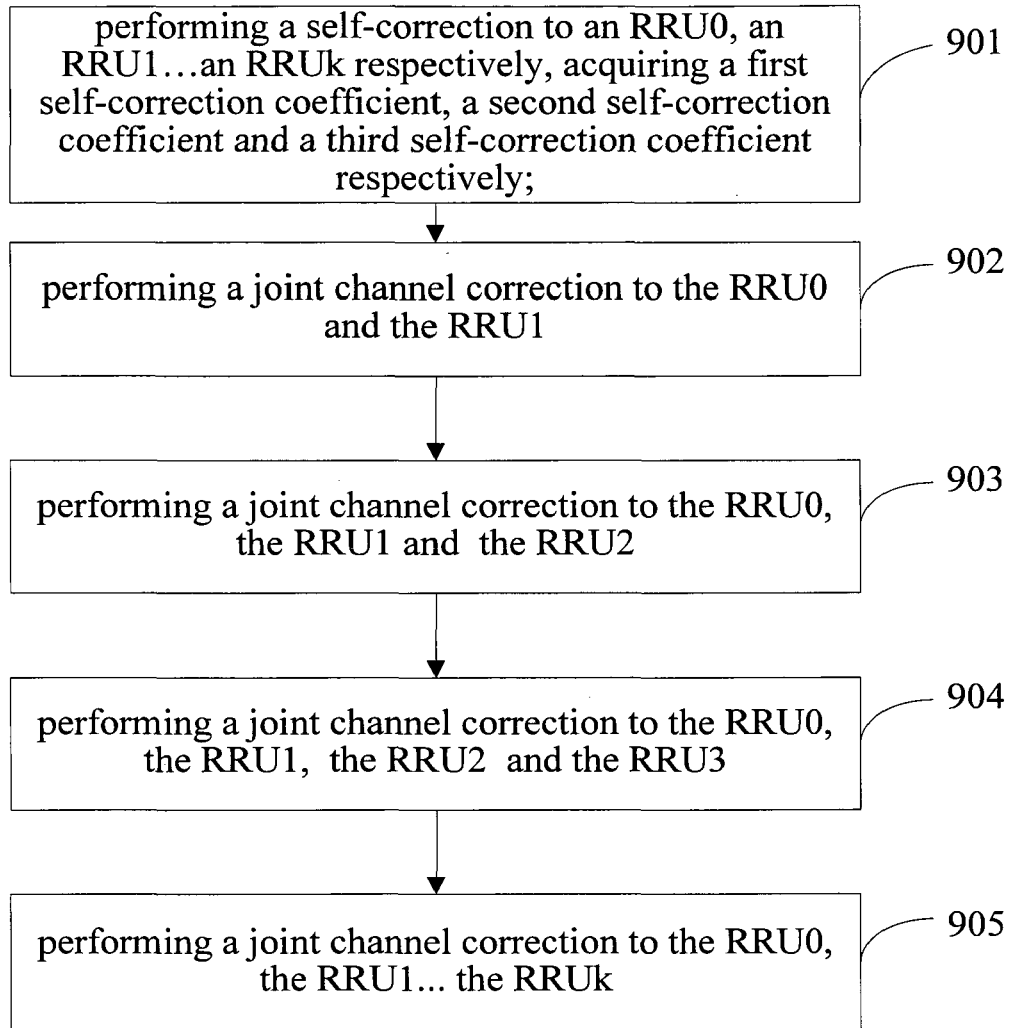 performing a self-correction to an RRU0, an
RRU1...an RRUk respectively, acquiring a first
self-correction coefficient, a second self-correction
coefficient and a third self-correction coefficient
respectively;
901
performing a joint channel correction to the RRU0
and the RRU1
902
performing a joint channel correction to the RRU0,
the RRU1 and the RRU2
903
performing a joint channel correction to the RRU0,
the RRU1, the RRU2 and the RRU3
904
performing a joint channel correction to the RRU0,
the RRU1... the RRUk
905